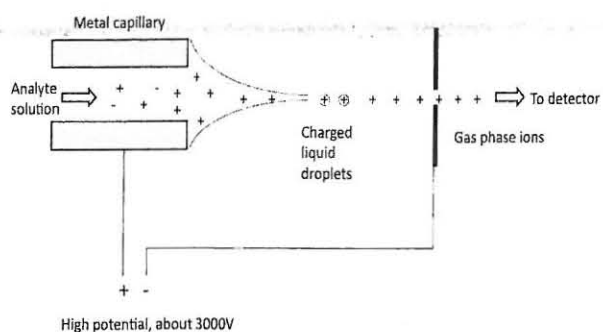 Metal capillary
Analyte
solution
To detector
Charged
liquid
droplets
Gas phase ions
+ -
High potential, about 3000V